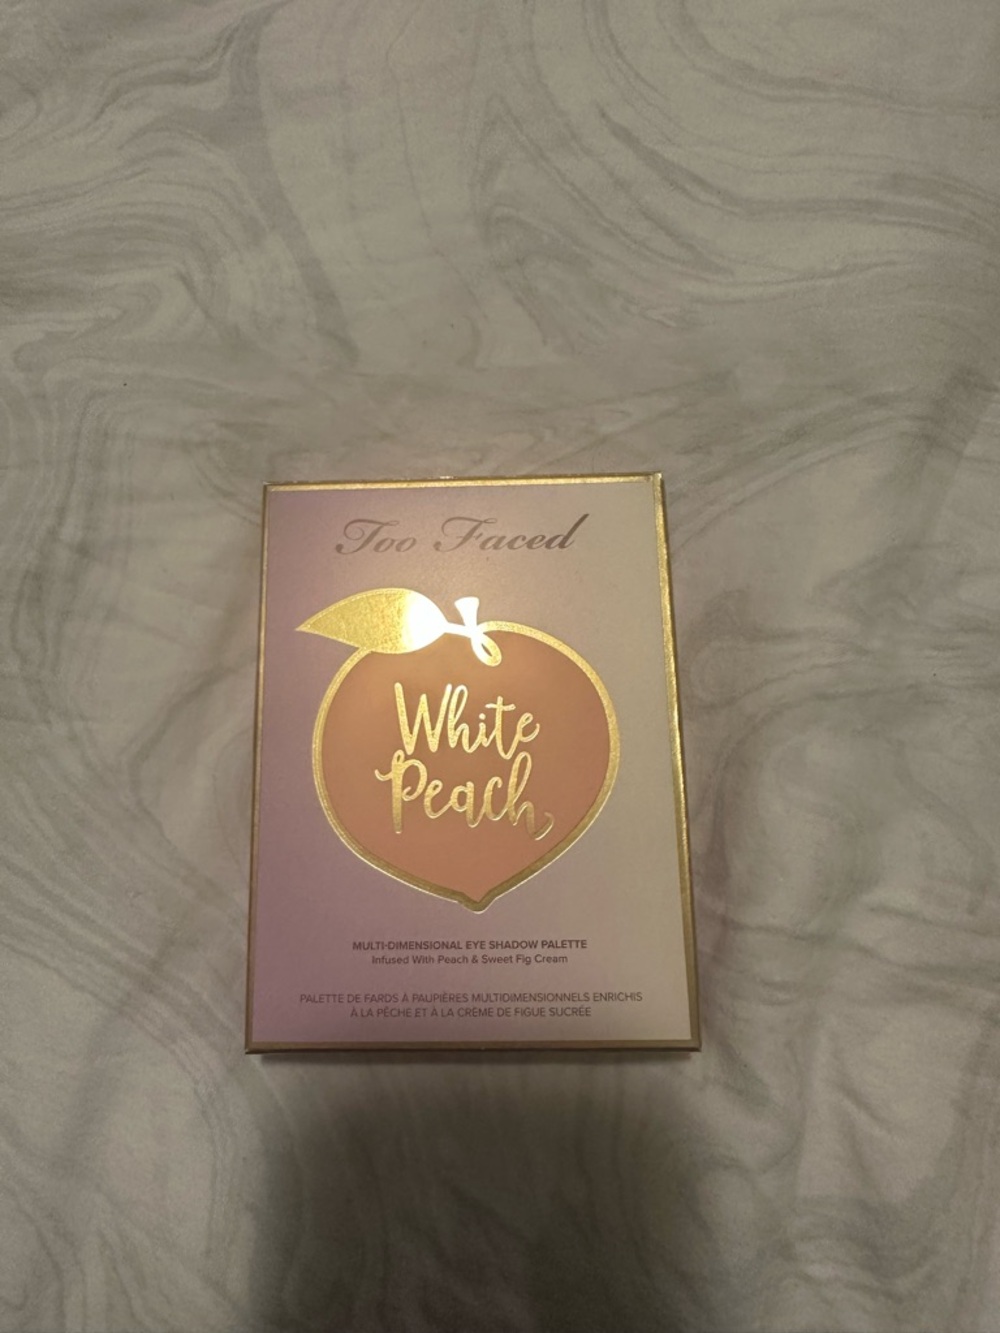 Too Faced
White
Peach
MULTI-DIMENSIONAL EYE SHADOW PALETTE
Infused With Peach & Sweet Fig Cream
PALETTE DE FARDS À PAUPIÈRES MULTIDIMENSIONNELS ENRICHIS
À LA PÊCHE ET À LA CRÈME DE FIGUE SUCRÉE